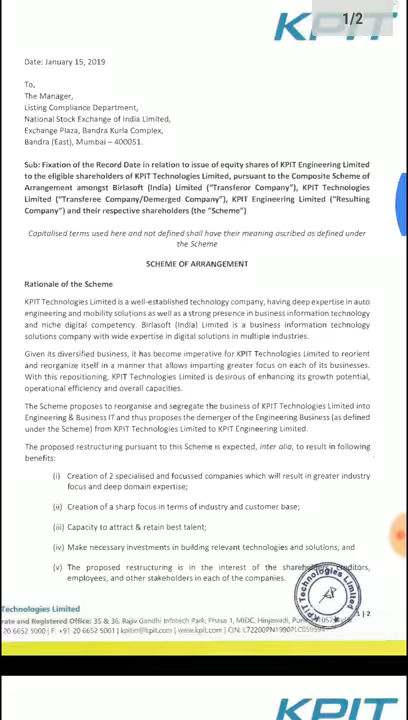 KPIT
1/2
Date: January 15, 2019
To,
The Manager,
Listing Compliance Department,
National Stock Exchange of India Limited,
Exchange Plaza, Bandra Kurla Complex,
Bandra (East), Mumbai – 400051.
Sub: Fixation of the Record Date in relation to issue of equity shares of KPIT Engineering Limited
to the eligible shareholders of KPIT Technologies Limited, pursuant to the Composite Scheme of
Arrangement amongst Birlasoft (India) Limited (“Transferor Company”), KPIT Technologies
Limited (“Transferee Company/Demerged Company”), KPIT Engineering Limited (“Resulting
Company”) and their respective shareholders (the “Scheme”)
Capitalised terms used here and not defined shall have their meaning ascribed as defined under
the Scheme
SCHEME OF ARRANGEMENT
Rationale of the Scheme
KPIT Technologies Limited is a well-established technology company, having deep expertise in auto
engineering and mobility solutions as well as a strong presence in business information technology
and niche digital competency. Birlasoft (India) Limited is a business information technology
solutions company with wide expertise in digital solutions in multiple industries.
Given its diversified business, it has become imperative for KPIT Technologies Limited to reorient
and reorganize itself in a manner that allows imparting greater focus on each of its businesses.
With this repositioning, KPIT Technologies Limited is desirous of enhancing its growth potential,
operational efficiency and overall capacities.
The Scheme proposes to reorganise and segregate the business of KPIT Technologies Limited into
Engineering & Business IT and thus proposes the demerger of the Engineering Business (as defined
under the Scheme) from KPIT Technologies Limited to KPIT Engineering Limited.
The proposed restructuring pursuant to this Scheme is expected, inter alia, to result in following
benefits:
(i) Creation of 2 specialised and focussed companies which will result in greater industry
focus and deep domain expertise;
(ii) Creation of a sharp focus in terms of industry and customer base;
(iii) Capacity to attract & retain best talent;
(iv) Make necessary investments in building relevant technologies and solutions; and
(v) The proposed restructuring is in the interest of the shareholders, creditors,
employees, and other stakeholders in each of the companies.
KPIT Technologies Limited
1 | 2
Technologies Limited
rate and Registered Office: 35 & 36, Rajiv Gandhi Infotech Park, Phase 1, MIDC, Hinjawadi,
20 6652 5000 | F: +91 20 6652 5001 | kpitin@kpit.com | www.kpit.com | CIN:
KPIT